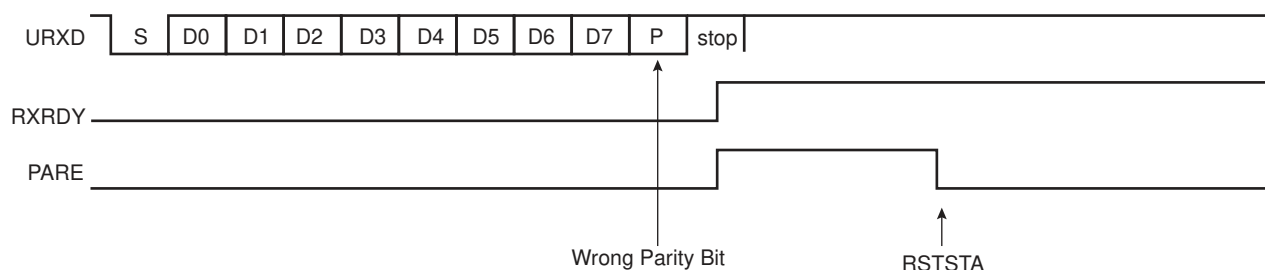 URXD S D0 D1 D2 D3 D4 D5 D6 D7 P stop
RXRDY
PARE
Wrong Parity Bit RSTSTA